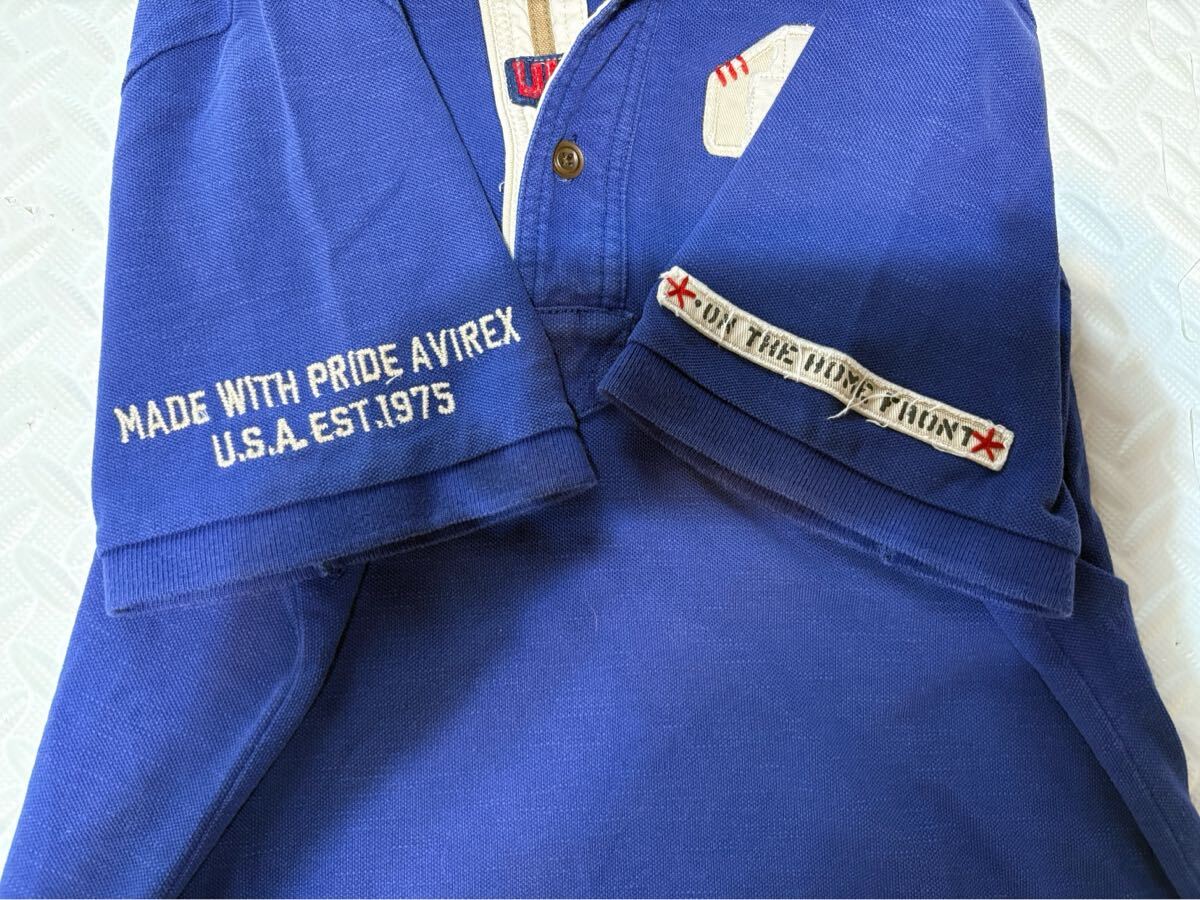 MADE WITH PRIDE AVIREX
U.S.A. EST.1975
·ON THE HOME FRONT